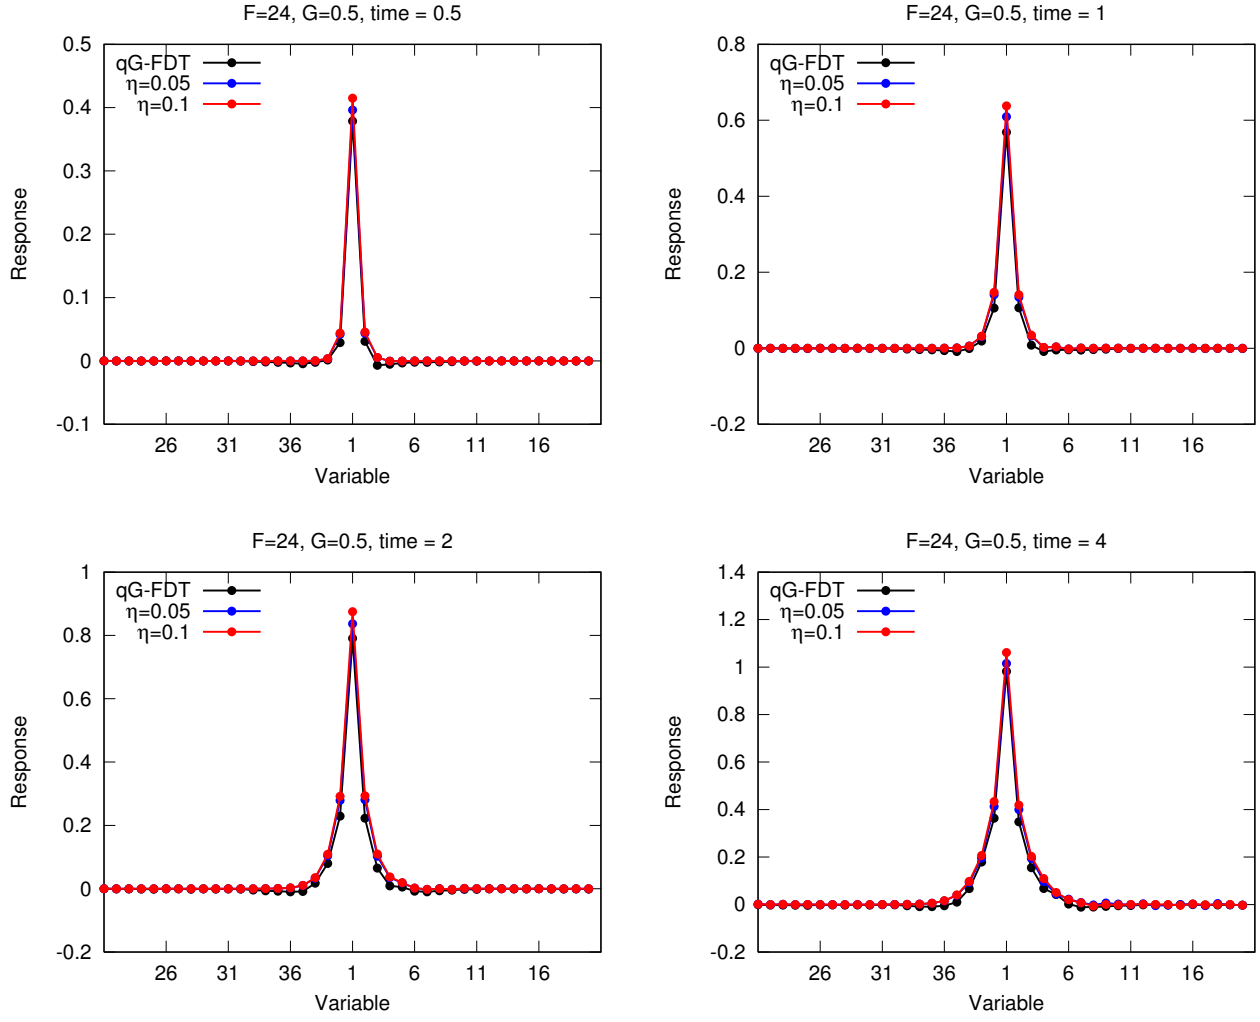 F=24, G=0.5, time = 0.5
0.5
0.4
0.3
0.2
0.1
0
-0.1
Response
qG-FDT
η=0.05
η=0.1
26 31 36 1 6 11 16
Variable
F=24, G=0.5, time = 1
0.8
0.6
0.4
0.2
0
-0.2
Response
qG-FDT
η=0.05
η=0.1
26 31 36 1 6 11 16
Variable
F=24, G=0.5, time = 2
1
0.8
0.6
0.4
0.2
0
-0.2
Response
qG-FDT
η=0.05
η=0.1
26 31 36 1 6 11 16
Variable
F=24, G=0.5, time = 4
1.4
1.2
1
0.8
0.6
0.4
0.2
0
-0.2
Response
qG-FDT
η=0.05
η=0.1
26 31 36 1 6 11 16
Variable